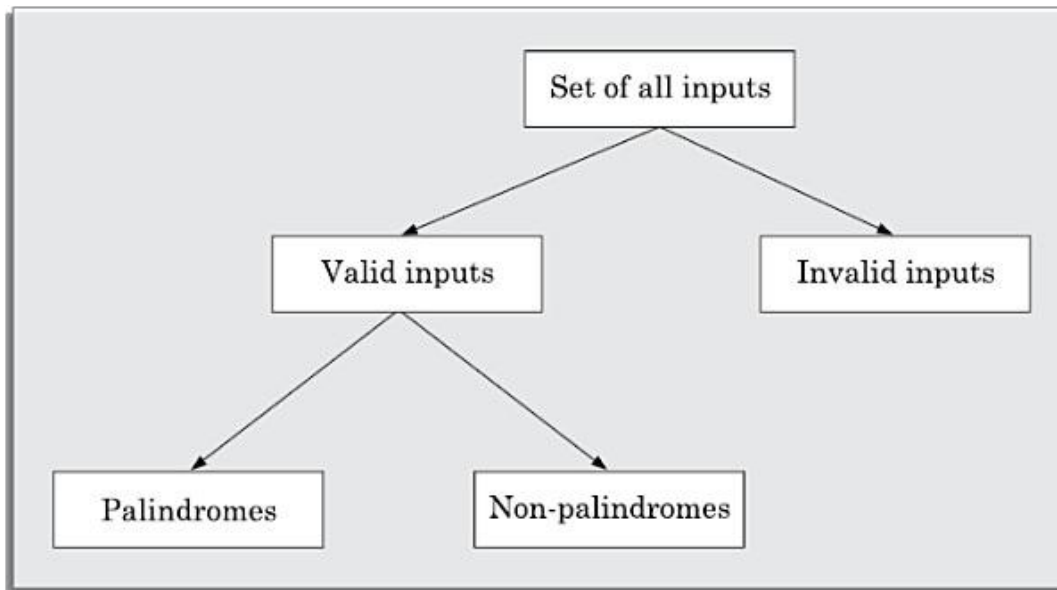 Set of all inputs
Valid inputs
Invalid inputs
Palindromes
Non-palindromes